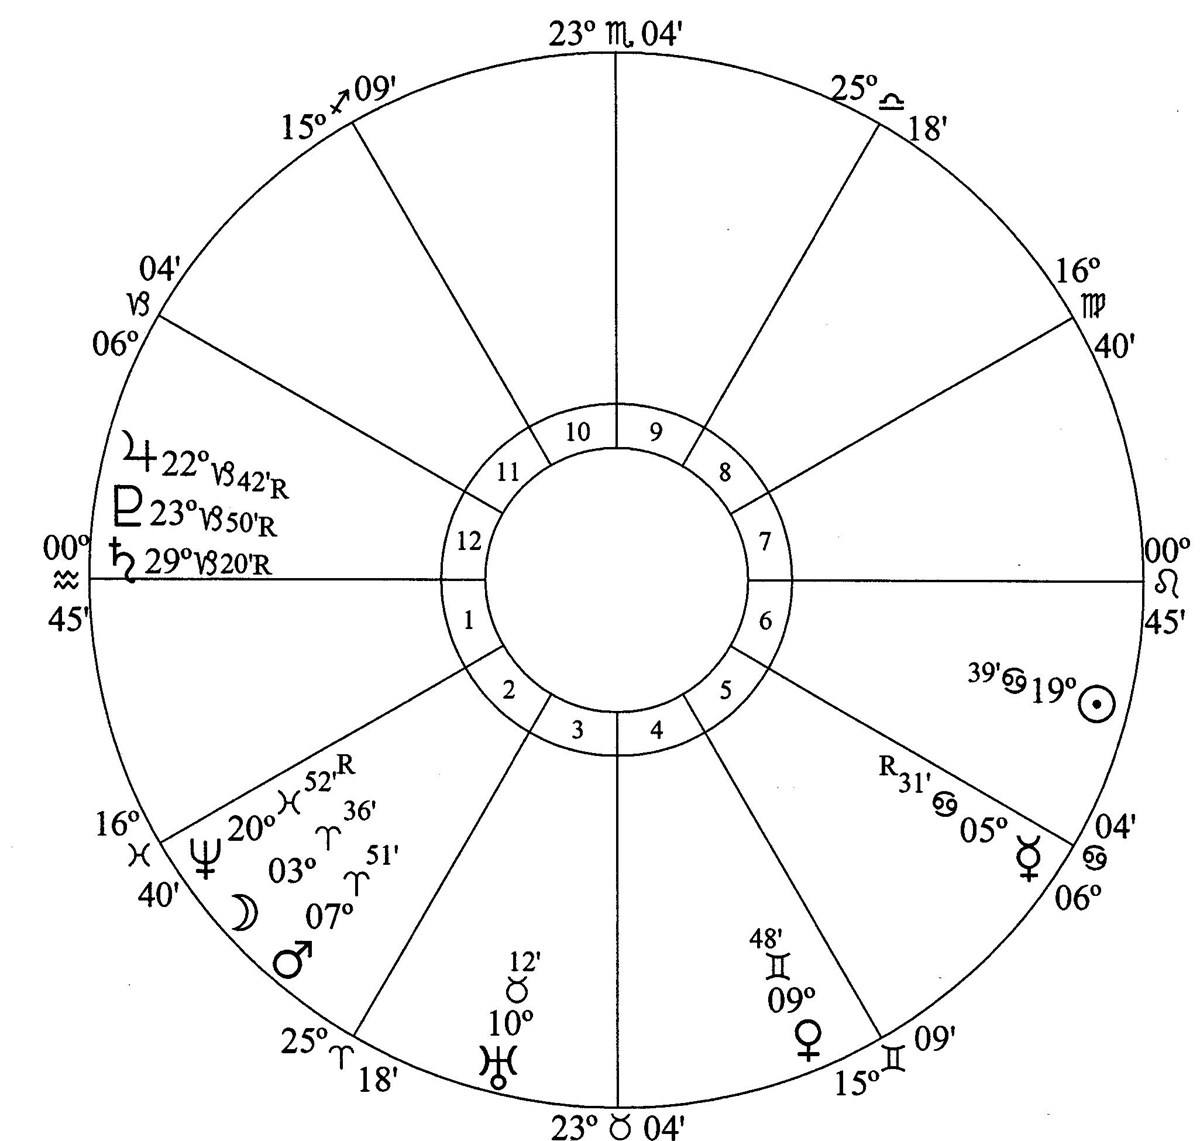 23° ♏ 04'
25° ♎ 18'
16° ♍ 40'
00° ♌ 45'
04' ♋ 06°
09' ♊ 15°
23° ♉ 04'
25° ♈ 18'
16° ♓ 40'
00° ♒ 45'
04' ♑ 06°
15° ♐ 09'
♃ 22° ♑ 42' R
♇ 23° ♑ 50' R
♄ 29° ♑ 20' R
♆ 20° ♓ 52' R
☽ 03° ♈ 36'
♂ 07° ♈ 51'
♅ 10° ♉ 12'
♀ 09° ♊ 48'
☿ 05° ♋ 31' R
39' ♋ 19° ☉
10 9
11 8
12 7
1 6
2 5
3 4